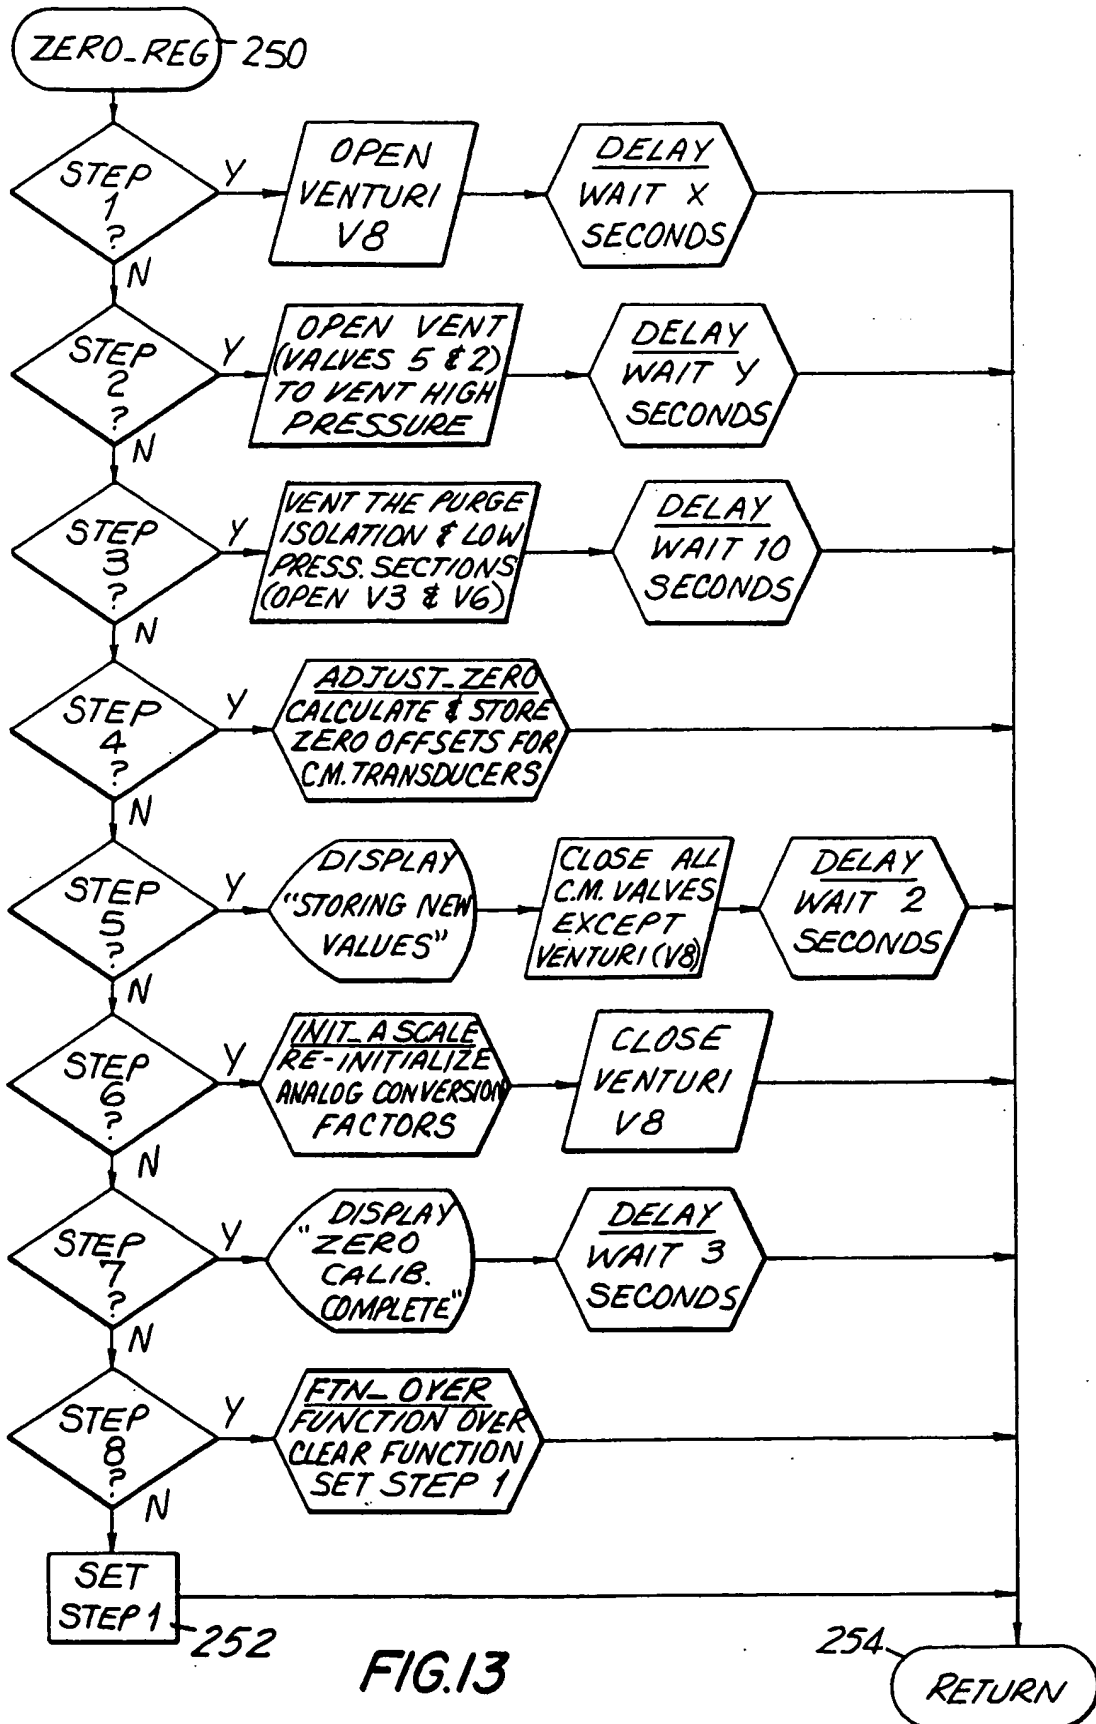 ZERO_REG 250
STEP
1
?
Y
N
OPEN
VENTURI
V8
DELAY
WAIT X
SECONDS
STEP
2
?
Y
N
OPEN VENT
(VALVES 5 & 2)
TO VENT HIGH
PRESSURE
DELAY
WAIT Y
SECONDS
STEP
3
?
Y
N
VENT THE PURGE
ISOLATION & LOW
PRESS. SECTIONS
(OPEN V3 & V6)
DELAY
WAIT 10
SECONDS
STEP
4
?
Y
N
ADJUST_ZERO
CALCULATE & STORE
ZERO OFFSETS FOR
C.M. TRANSDUCERS
STEP
5
?
Y
N
DISPLAY
"STORING NEW
VALUES"
CLOSE ALL
C.M. VALVES
EXCEPT
VENTURI (V8)
DELAY
WAIT 2
SECONDS
STEP
6
?
Y
N
INIT_A SCALE
RE-INITIALIZE
ANALOG CONVERSION
FACTORS
CLOSE
VENTURI
V8
STEP
7
?
Y
N
DISPLAY
"ZERO
CALIB.
COMPLETE"
DELAY
WAIT 3
SECONDS
STEP
8
?
Y
N
FTN_OVER
FUNCTION OVER
CLEAR FUNCTION
SET STEP 1
SET
STEP 1
252
254
RETURN
FIG.13